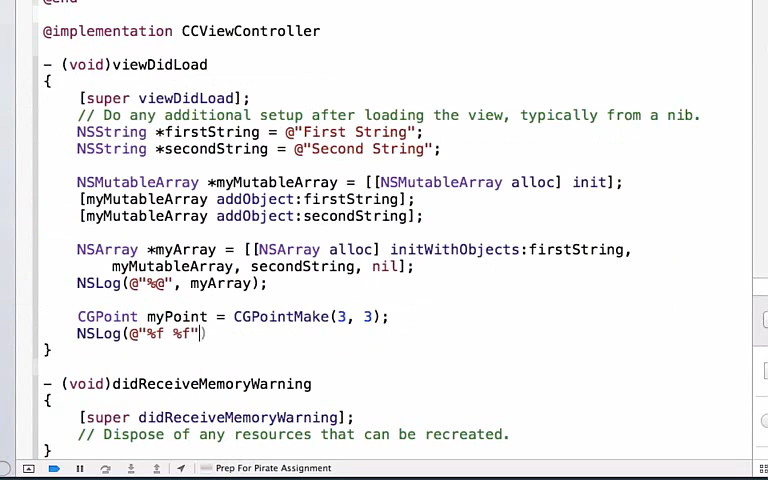 @end
@implementation CCViewController
- (void)viewDidLoad
{
[super viewDidLoad];
// Do any additional setup after loading the view, typically from a nib.
NSString *firstString = @"First String";
NSString *secondString = @"Second String";
NSMutableArray *myMutableArray = [[NSMutableArray alloc] init];
[myMutableArray addObject:firstString];
[myMutableArray addObject:secondString];
NSArray *myArray = [[NSArray alloc] initWithObjects:firstString,
myMutableArray, secondString, nil];
NSLog(@"%@", myArray);
CGPoint myPoint = CGPointMake(3, 3);
NSLog(@"%f %f")
}
- (void)didReceiveMemoryWarning
{
[super didReceiveMemoryWarning];
// Dispose of any resources that can be recreated.
}
Prep For Pirate Assignment